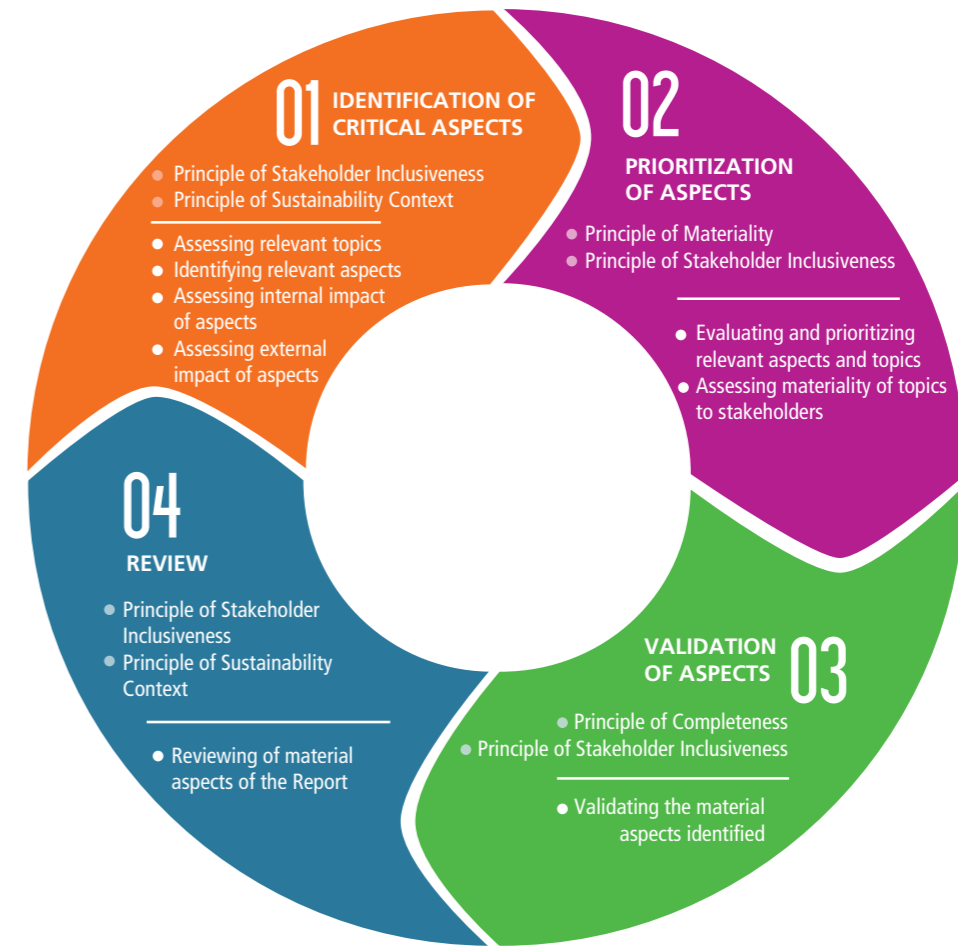 01
IDENTIFICATION OF
CRITICAL ASPECTS
Principle of Stakeholder Inclusiveness
Principle of Sustainability Context
Assessing relevant topics
Identifying relevant aspects
Assessing internal impact
of aspects
Assessing external
impact of aspects
02
PRIORITIZATION
OF ASPECTS
Principle of Materiality
Principle of Stakeholder Inclusiveness
Evaluating and prioritizing
relevant aspects and topics
Assessing materiality of topics
to stakeholders
VALIDATION
OF ASPECTS
03
Principle of Completeness
Principle of Stakeholder Inclusiveness
Validating the material
aspects identified
04
REVIEW
Principle of Stakeholder
Inclusiveness
Principle of Sustainability
Context
Reviewing of material
aspects of the Report